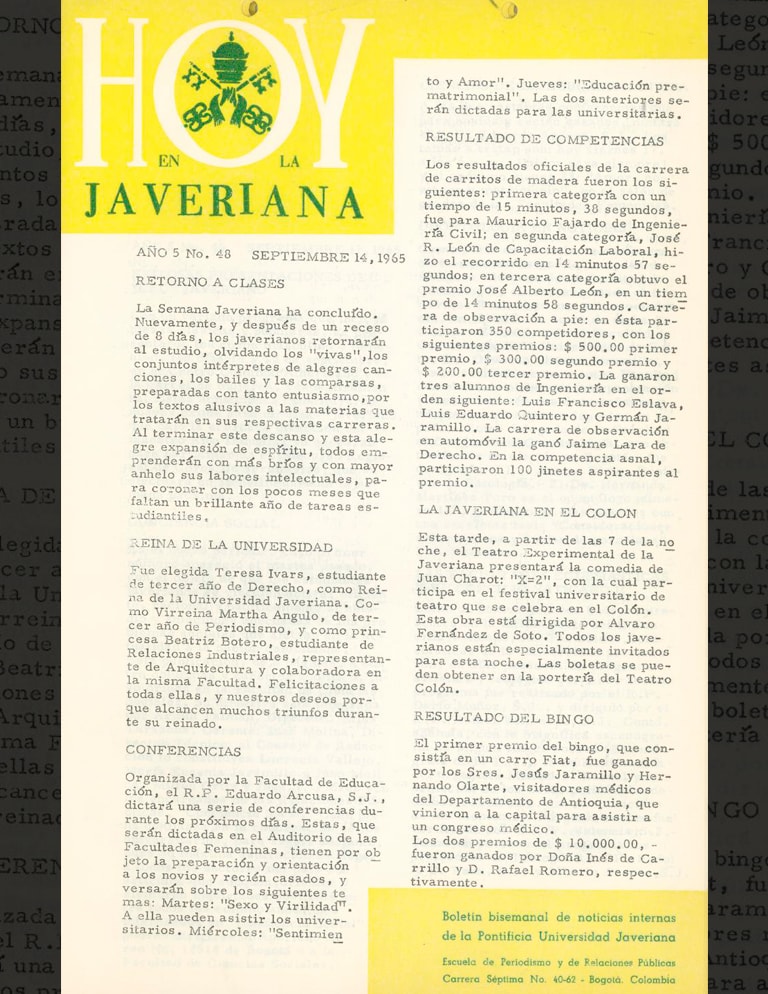 HOY
EN LA
JAVERIANA
AÑO 5 No. 48 SEPTIEMBRE 14,1965
RETORNO A CLASES
La Semana Javeriana ha concluído.
Nuevamente, y después de un receso
de 8 días, los javerianos retornarán
al estudio, olvidando los "vivas",los
conjuntos intérpretes de alegres can-
ciones, los bailes y las comparsas,
preparadas con tanto entusiasmo,por
los textos alusivos a las materias que
tratarán en sus respectivas carreras.
Al terminar este descanso y esta ale-
gre expansión de espíritu, todos em-
prenderán con más bríos y con mayor
anhelo sus labores intelectuales, pa-
ra coronar con los pocos meses que
faltan un brillante año de tareas es-
tudiantiles.
REINA DE LA UNIVERSIDAD
Fue elegida Teresa Ivars, estudiante
de tercer año de Derecho, como Rei-
na de la Universidad Javeriana. Co-
mo Virreina Martha Angulo, de ter-
cer año de Periodismo, y como prin-
cesa Beatriz Botero, estudiante de
Relaciones Industriales, representan-
te de Arquitectura y colaboradora en
la misma Facultad. Felicitaciones a
todas ellas, y nuestros deseos por-
que alcancen muchos triunfos duran-
te su reinado.
CONFERENCIAS
Organizada por la Facultad de Educa-
ción, el R.P. Eduardo Arcusa, S.J.,
dictará una serie de conferencias du-
rante los próximos días. Estas, que
serán dictadas en el Auditorio de las
Facultades Femeninas, tienen por ob
jeto la preparación y orientación
a los novios y recién casados, y
versarán sobre los siguientes te
mas: Martes: "Sexo y Virilidad".
A ella pueden asistir los univer-
sitarios. Miércoles: "Sentimien
to y Amor". Jueves: "Educación pre-
matrimonial". Las dos anteriores se-
rán dictadas para las universitarias.
RESULTADO DE COMPETENCIAS
Los resultados oficiales de la carrera
de carritos de madera fueron los si-
guientes: primera categoría con un
tiempo de 15 minutos, 38 segundos,
fue para Mauricio Fajardo de Ingenie-
ría Civil; en segunda categoría, José
R. León de Capacitación Laboral, hi-
zo el recorrido en 14 minutos 57 se-
gundos; en tercera categoría obtuvo el
premio José Alberto León, en un tiem
po de 14 minutos 58 segundos. Carre-
ra de observación a pie: en ésta par-
ticiparon 350 competidores, con los
siguientes premios: $ 500.00 primer
premio, $ 300.00 segundo premio y
$ 200.00 tercer premio. La ganaron
tres alumnos de Ingeniería en el or-
den siguiente: Luis Francisco Eslava,
Luis Eduardo Quintero y Germán Ja-
ramillo. La carrera de observación
en automóvil la ganó Jaime Lara de
Derecho. En la competencia asnal,
participaron 100 jinetes aspirantes al
premio.
LA JAVERIANA EN EL COLON
Esta tarde, a partir de las 7 de la no
che, el Teatro Experimental de la
Javeriana presentará la comedia de
Juan Charot: "X=2", con la cual par-
ticipa en el festival universitario de
teatro que se celebra en el Colón.
Esta obra está dirigida por Alvaro
Fernández de Soto. Todos los jave-
rianos están especialmente invitados
para esta noche. Las boletas se pue-
den obtener en la portería del Teatro
Colón.
RESULTADO DEL BINGO
El primer premio del bingo, que con-
sistía en un carro Fiat, fue ganado
por los Sres. Jesús Jaramillo y Her-
nando Olarte, visitadores médicos
del Departamento de Antioquia, que
vinieron a la capital para asistir a
un congreso médico.
Los dos premios de $ 10.000.00, -
fueron ganados por Doña Inés de Ca-
rrillo y D. Rafael Romero, respec-
tivamente.
Boletín bisemanal de noticias internas
de la Pontificia Universidad Javeriana
Escuela de Periodismo y de Relaciones Públicas
Carrera Séptima No. 40-62 - Bogotá. Colombia